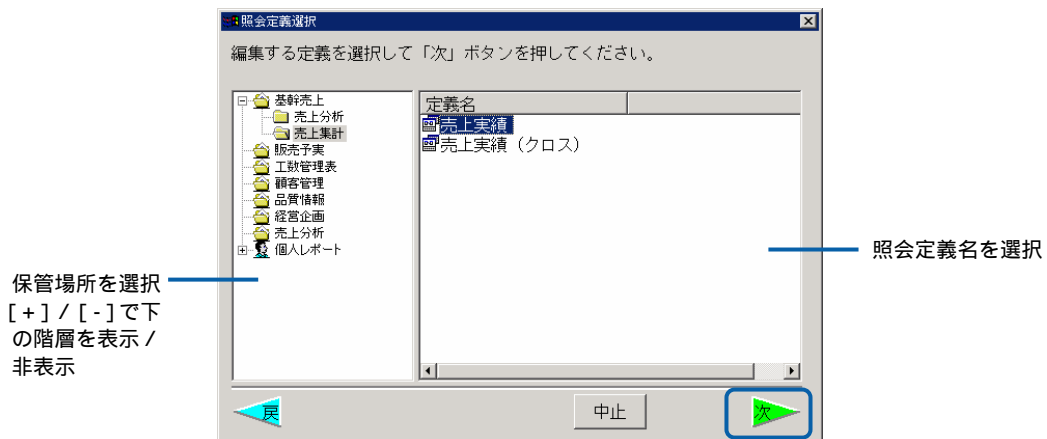 照会定義選択
編集する定義を選択して「次」ボタンを押してください。
基幹売上
売上分析
売上集計
販売予実
工数管理表
顧客管理
品質情報
経営企画
売上分析
個人レポート
定義名
売上実績
売上実績（クロス）
保管場所を選択
[+]/[-]で下
の階層を表示／
非表示
照会定義名を選択
戻
中止
次